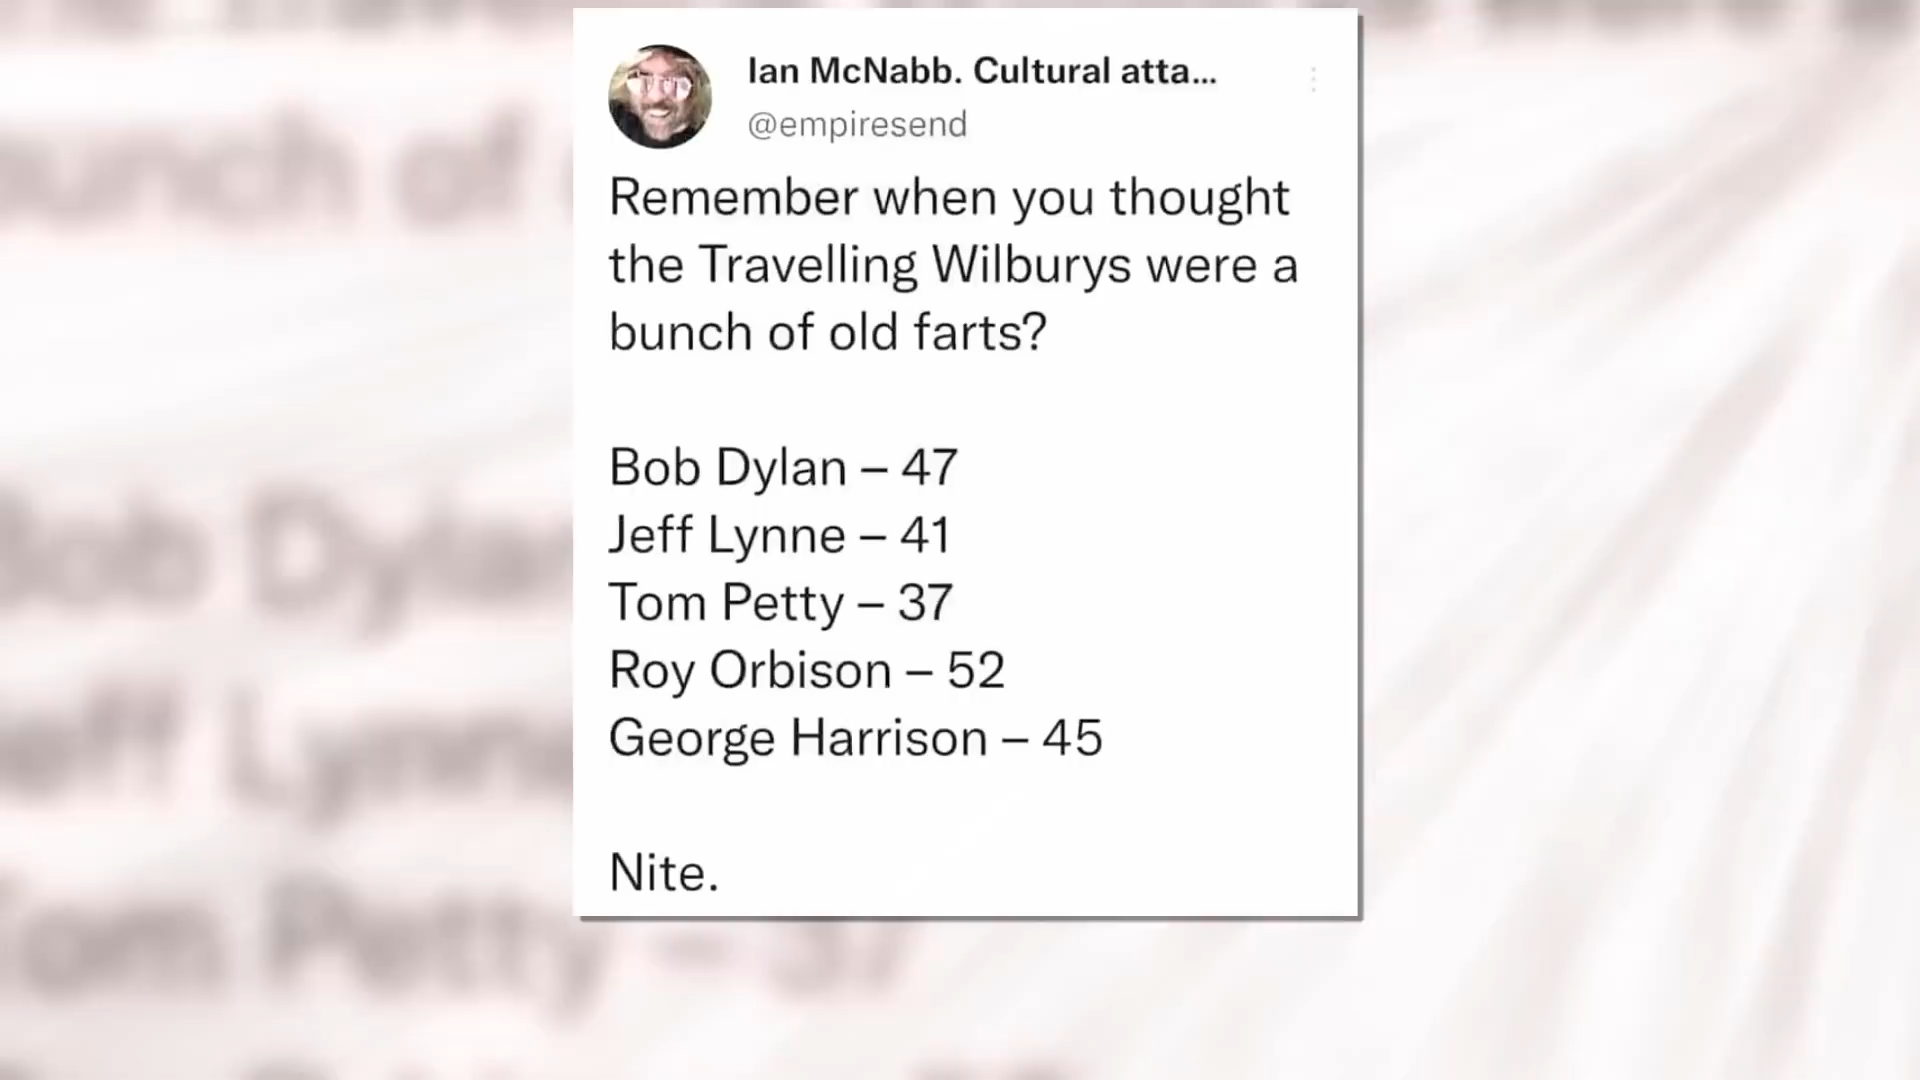 Ian McNabb. Cultural atta...
@empiresend
Remember when you thought
the Travelling Wilburys were a
bunch of old farts?
Bob Dylan – 47
Jeff Lynne – 41
Tom Petty – 37
Roy Orbison – 52
George Harrison – 45
Nite.